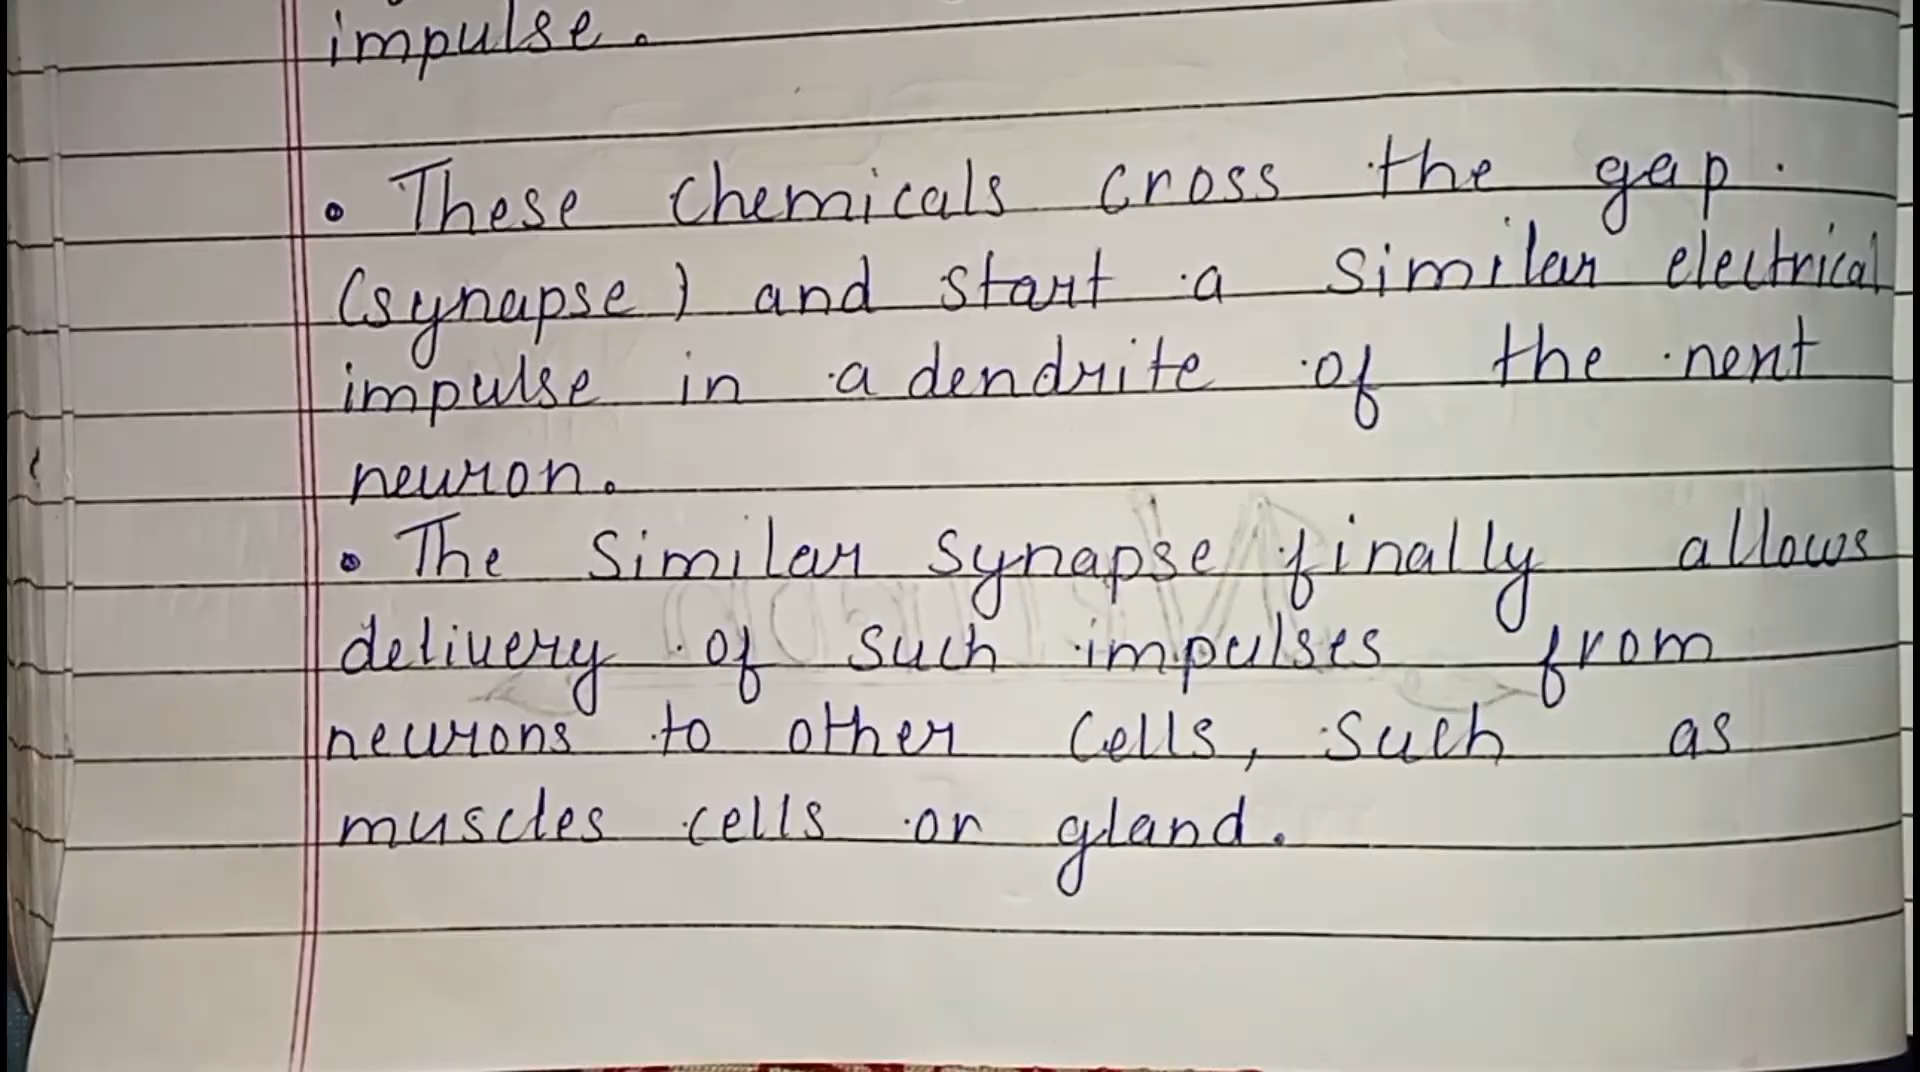 impulse.
• These chemicals cross the gap.
(synapse) and start a similar electrical
impulse in a dendrite of the next
neuron.
• The similar synapse finally allows
delivery of such impulses from
neurons to other cells, such as
muscles cells or gland.